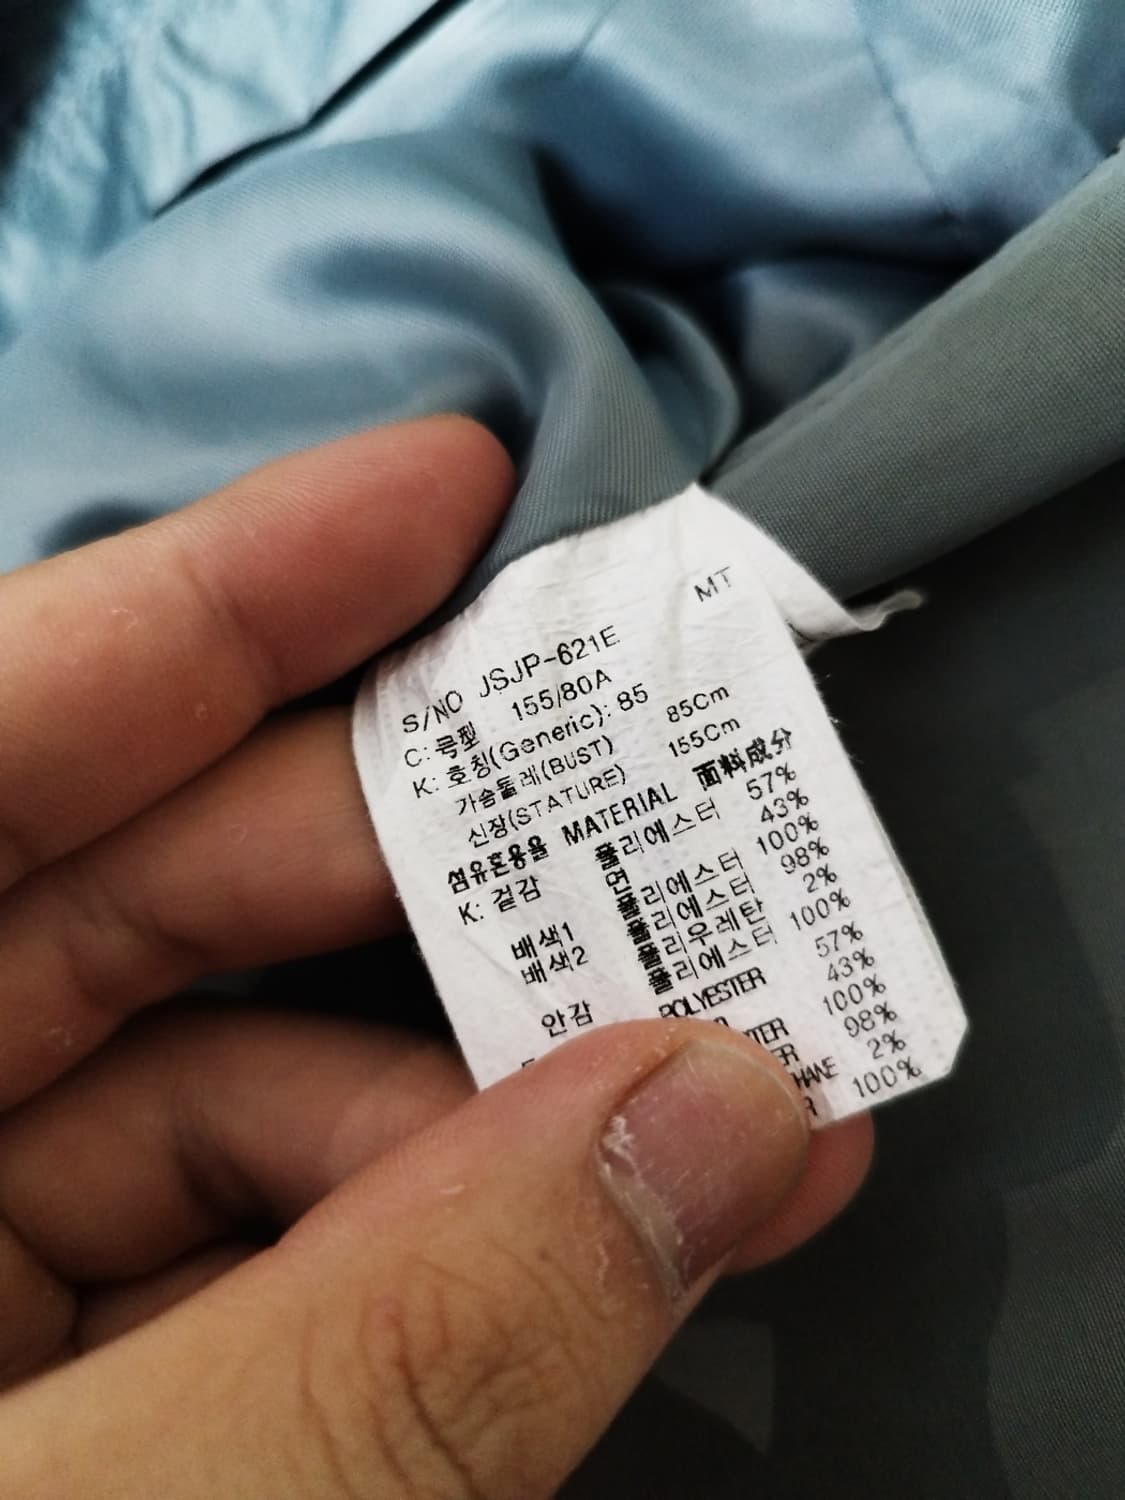 MT
S/NO JSJP-621E
C: 号型 155/80A
K: 호칭(Generic): 85
가슴둘레(BUST) 85Cm
신장(STATURE) 155Cm
섬유혼용율 MATERIAL 面料成分
K: 겉감 폴리에스터 57%
면 43%
배색1 폴리에스터 100%
배색2 폴리에스터 98%
폴리우레탄 2%
안감 폴리에스터 100%
POLYESTER 57%
43%
100%
98%
2%
100%